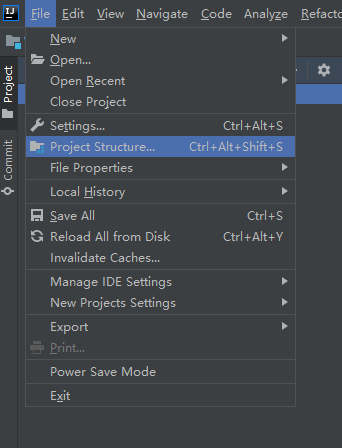 IJ
File Edit View Navigate Code Analyze Refacto
New
Open...
Open Recent
Close Project
Settings... Ctrl+Alt+S
Project Structure... Ctrl+Alt+Shift+S
File Properties
Local History
Save All Ctrl+S
Reload All from Disk Ctrl+Alt+Y
Invalidate Caches...
Manage IDE Settings
New Projects Settings
Export
Print...
Power Save Mode
Exit
Project
Commit